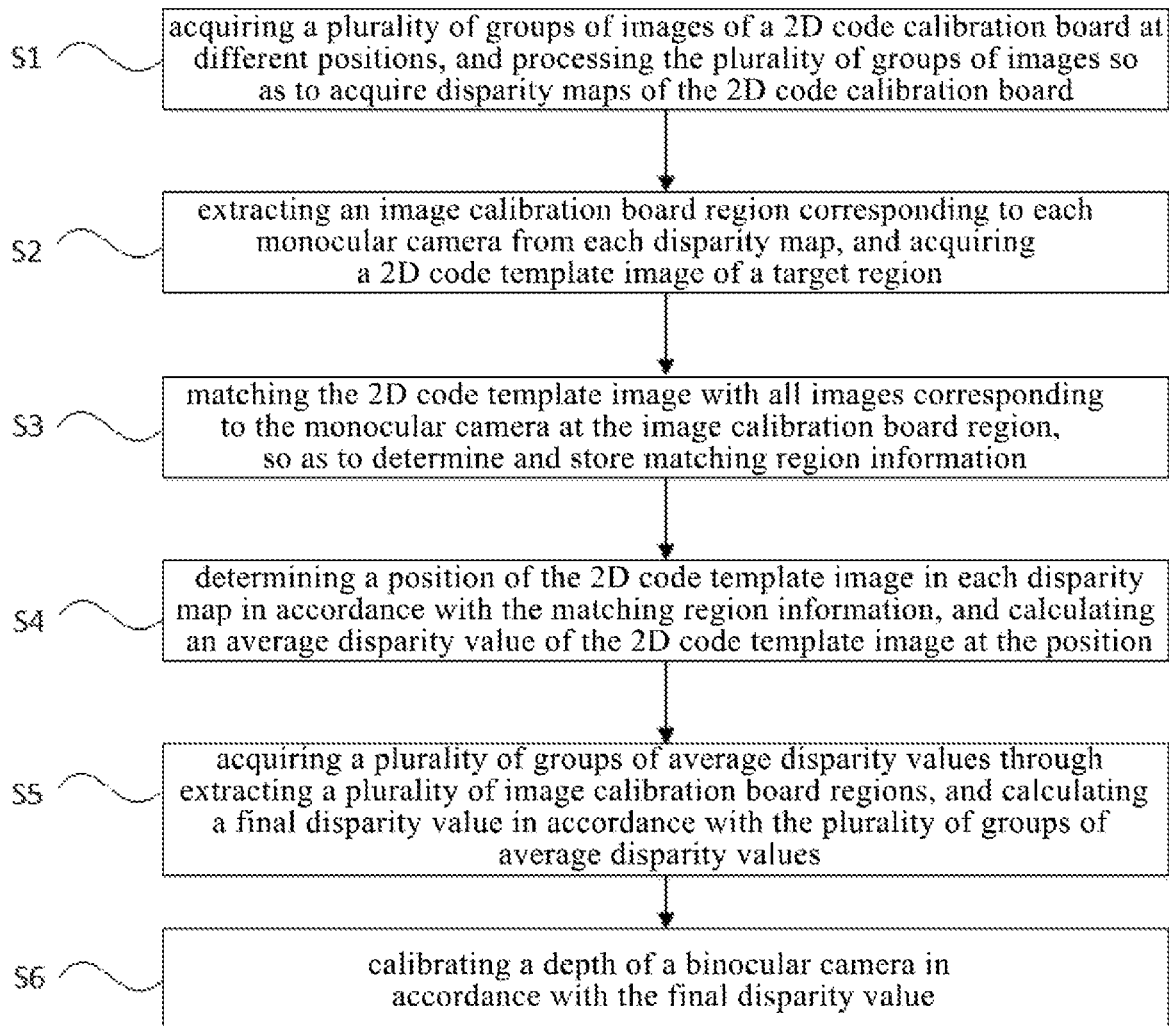 S1
acquiring a plurality of groups of images of a 2D code calibration board at
different positions, and processing the plurality of groups of images so
as to acquire disparity maps of the 2D code calibration board
S2
extracting an image calibration board region corresponding to each
monocular camera from each disparity map, and acquiring
a 2D code template image of a target region
S3
matching the 2D code template image with all images corresponding
to the monocular camera at the image calibration board region,
so as to determine and store matching region information
S4
determining a position of the 2D code template image in each disparity
map in accordance with the matching region information, and calculating
an average disparity value of the 2D code template image at the position
S5
acquiring a plurality of groups of average disparity values through
extracting a plurality of image calibration board regions, and calculating
a final disparity value in accordance with the plurality of groups of
average disparity values
S6
calibrating a depth of a binocular camera in
accordance with the final disparity value